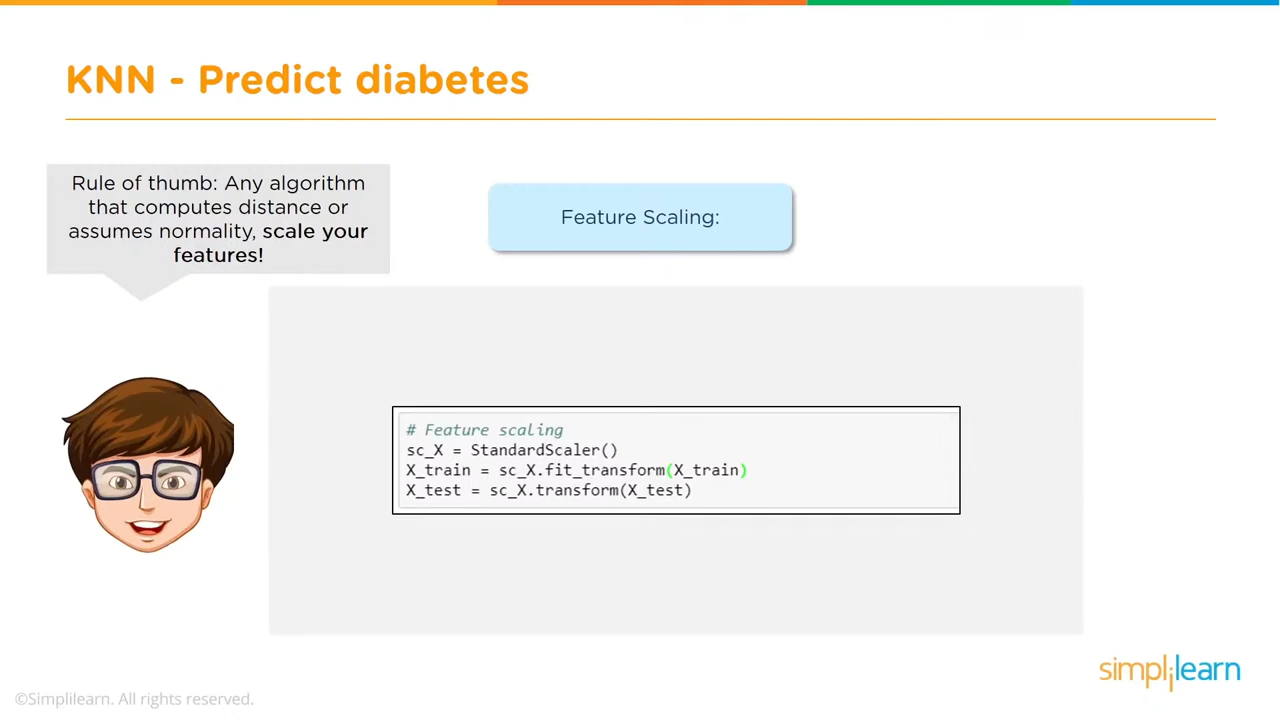 KNN - Predict diabetes
Rule of thumb: Any algorithm
that computes distance or
assumes normality, scale your
features!
Feature Scaling:
# Feature scaling
sc_X = StandardScaler()
X_train = sc_X.fit_transform(X_train)
X_test = sc_X.transform(X_test)
simplilearn
©Simplilearn. All rights reserved.